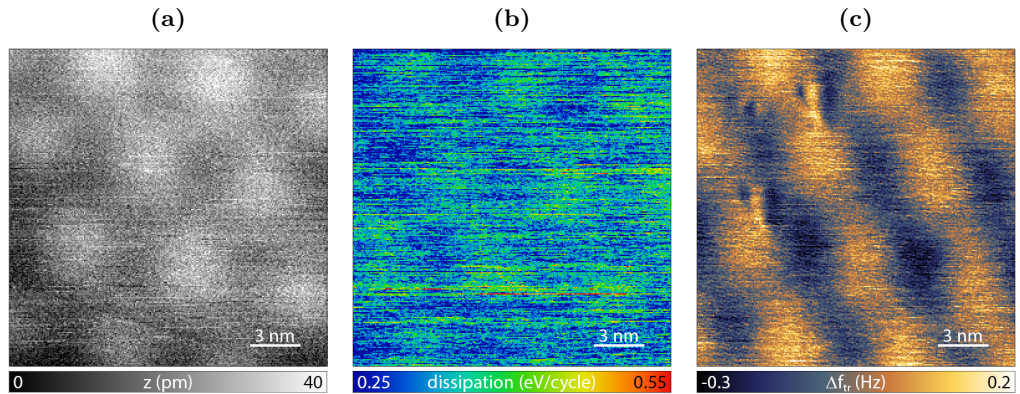 (a)
(b)
(c)
3 nm
3 nm
3 nm
0 z (pm) 40
0.25 dissipation (eV/cycle) 0.55
-0.3 Δf_tr (Hz) 0.2